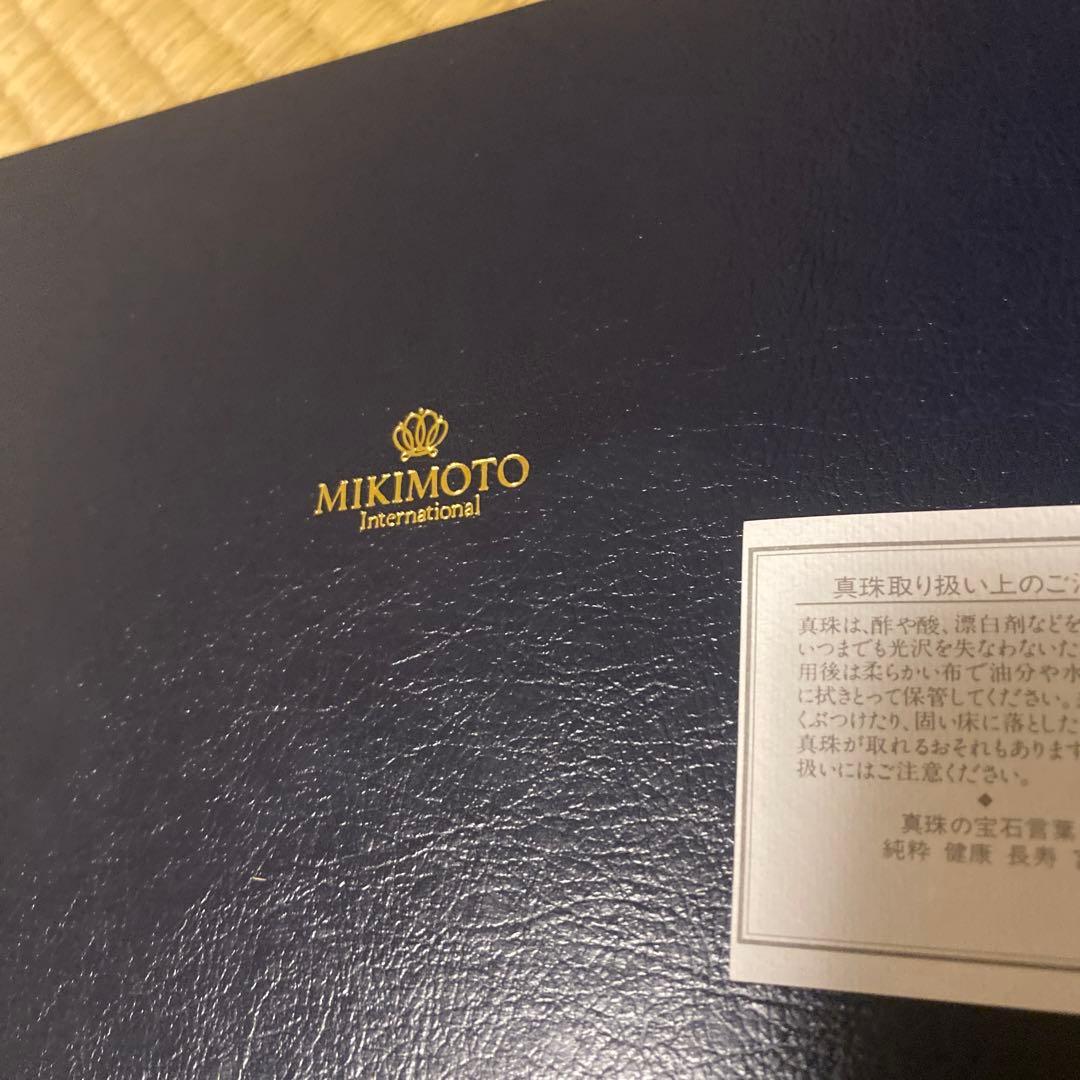 MIKIMOTO
International
真珠取り扱い上のご
真珠は、酢や酸、漂白剤などを
いつまでも光沢を失なわないた
用後は柔らかい布で油分や水
に拭きとって保管してください。
くぶつけたり、固い床に落とした
真珠が取れるおそれもあります
扱いにはご注意ください。
真珠の宝石言葉
純粋 健康 長寿